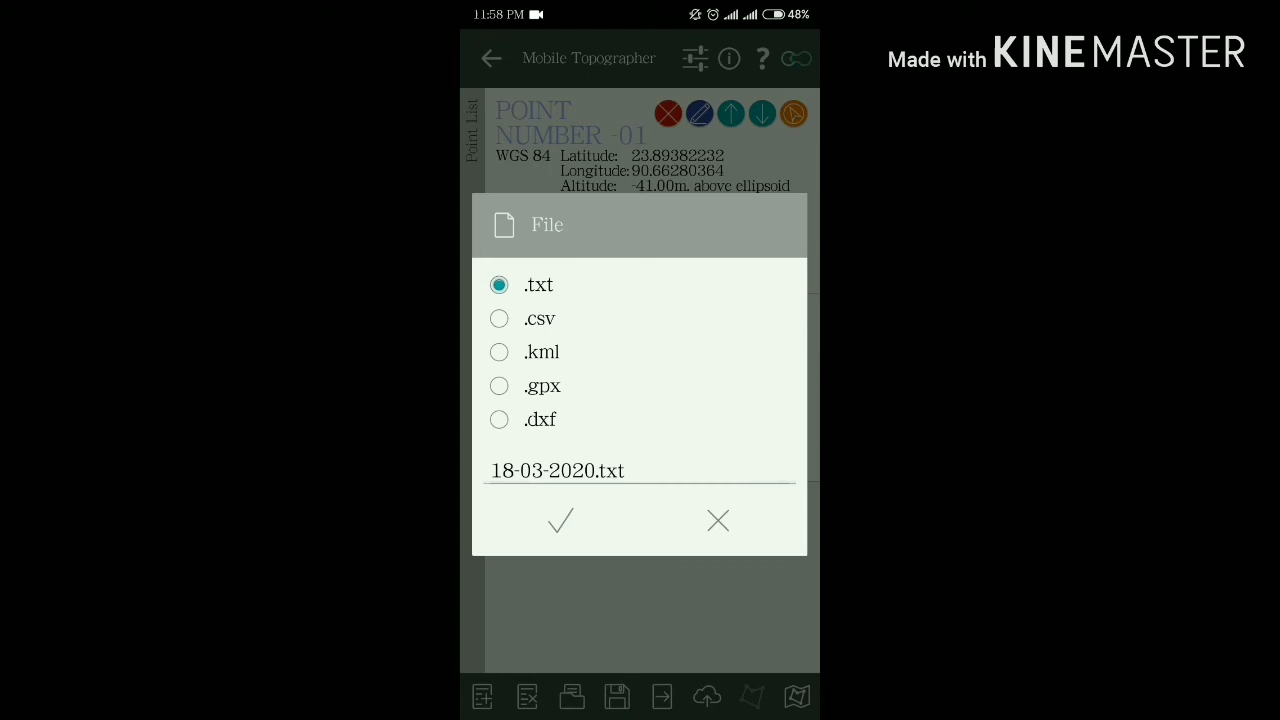 11:58 PM
48%
Made with KINEMASTER
Mobile Topographer
Point List
POINT
NUMBER -01
WGS 84 Latitude: 23.89382232
Longitude: 90.66280364
Altitude: -41.00m. above ellipsoid
File
.txt
.csv
.kml
.gpx
.dxf
18-03-2020.txt